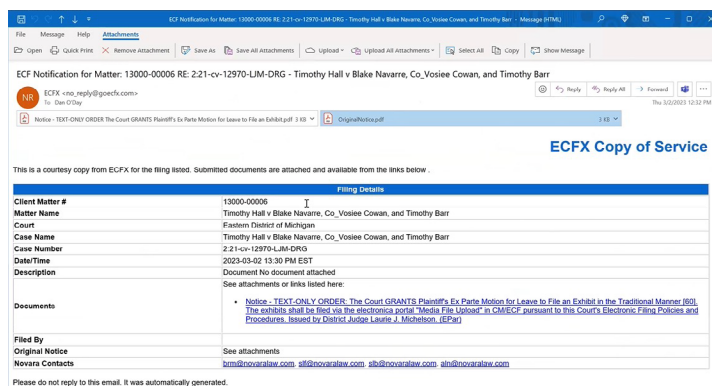 ECF Notification for Matter: 13000-00006 RE: 2:21-cv-12970-LJM-DRG - Timothy Hall v Blake Navarre, Co_Vosiee Cowan, and Timothy Barr - Message (HTML)
File Message Help Attachments
Open Quick Print Remove Attachment Save As Save All Attachments Upload Upload All Attachments Select All Copy Show Message
ECF Notification for Matter: 13000-00006 RE: 2:21-cv-12970-LJM-DRG - Timothy Hall v Blake Navarre, Co_Vosiee Cowan, and Timothy Barr
NR
ECFX <no_reply@goecfx.com>
To Dan O'Day
Reply Reply All Forward
Thu 3/2/2023 12:32 PM
Notice - TEXT-ONLY ORDER The Court GRANTS Plaintiff's Ex Parte Motion for Leave to File an Exhibit.pdf 3 KB
OriginalNotice.pdf 3 KB
ECFX Copy of Service
This is a courtesy copy from ECFX for the filing listed. Submitted documents are attached and available from the links below .
Filing Details
Client Matter # 13000-00006
Matter Name Timothy Hall v Blake Navarre, Co_Vosiee Cowan, and Timothy Barr
Court Eastern District of Michigan
Case Name Timothy Hall v Blake Navarre, Co_Vosiee Cowan, and Timothy Barr
Case Number 2:21-cv-12970-LJM-DRG
Date/Time 2023-03-02 13:30 PM EST
Description Document No document attached
See attachments or links listed here:
Documents
• Notice - TEXT-ONLY ORDER: The Court GRANTS Plaintiff's Ex Parte Motion for Leave to File an Exhibit in the Traditional Manner [60].
The exhibits shall be filed via the electronica portal "Media File Upload" in CM/ECF pursuant to this Court's Electronic Filing Policies and
Procedures. Issued by District Judge Laurie J. Michelson. (EPar)
Filed By
Original Notice See attachments
Novara Contacts brm@novaralaw.com, slf@novaralaw.com, slb@novaralaw.com, aln@novaralaw.com
Please do not reply to this email. It was automatically generated.